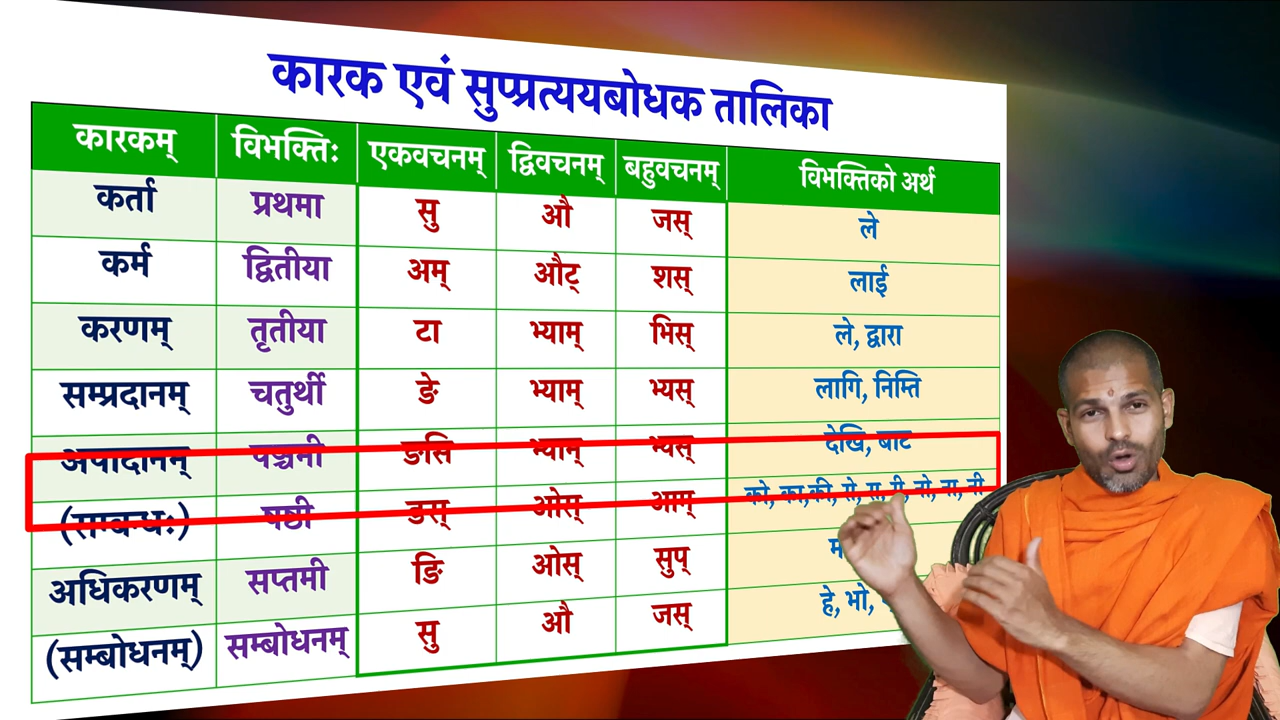 कारक एवं सुप्प्रत्ययबोधक तालिका
कारकम् विभक्तिः एकवचनम् द्विवचनम् बहुवचनम् विभक्तिको अर्थ
कर्ता प्रथमा सु औ जस् ले
कर्म द्वितीया अम् औट् शस् लाई
करणम् तृतीया टा भ्याम् भिस् ले, द्वारा
सम्प्रदानम् चतुर्थी ङे भ्याम् भ्यस् लागि, निम्ति
अपादानम् पञ्चमी ङसि भ्याम् भ्यस् देखि, बाट
(सम्बन्धः) षष्ठी ङस् ओस् आम् को, का,की, रो, रा, री, नो, ना, नी
अधिकरणम् सप्तमी ङि ओस् सुप्
(सम्बोधनम्) सम्बोधनम् सु औ जस् हे, भो,